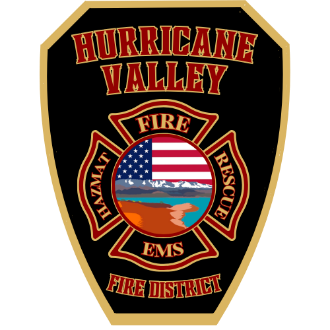 HURRICANE
VALLEY
FIRE
HAZMAT
RESCUE
EMS
FIRE DISTRICT